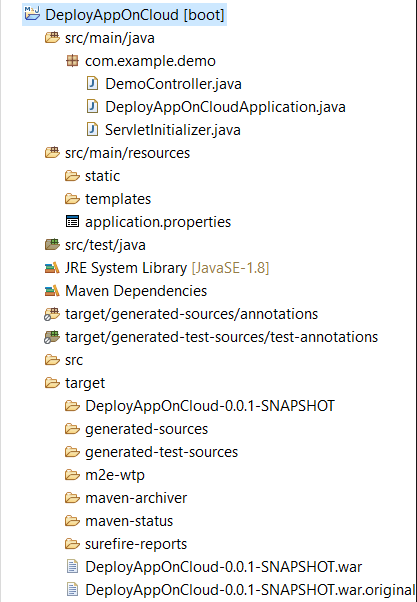 DeployAppOnCloud [boot]
src/main/java
com.example.demo
DemoController.java
DeployAppOnCloudApplication.java
ServletInitializer.java
src/main/resources
static
templates
application.properties
src/test/java
JRE System Library [JavaSE-1.8]
Maven Dependencies
target/generated-sources/annotations
target/generated-test-sources/test-annotations
src
target
DeployAppOnCloud-0.0.1-SNAPSHOT
generated-sources
generated-test-sources
m2e-wtp
maven-archiver
maven-status
surefire-reports
DeployAppOnCloud-0.0.1-SNAPSHOT.war
DeployAppOnCloud-0.0.1-SNAPSHOT.war.original